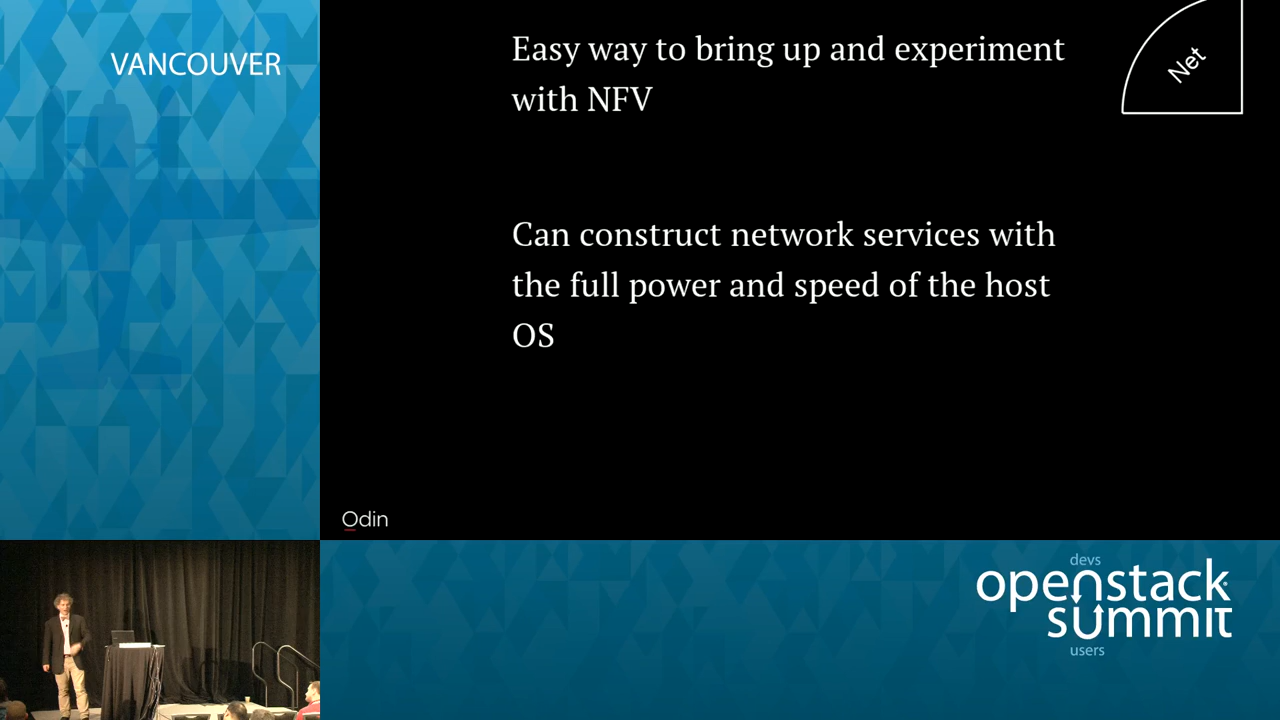 VANCOUVER
Easy way to bring up and experiment
with NFV
Net
Can construct network services with
the full power and speed of the host
OS
Odin
devs
openstack
summit
users